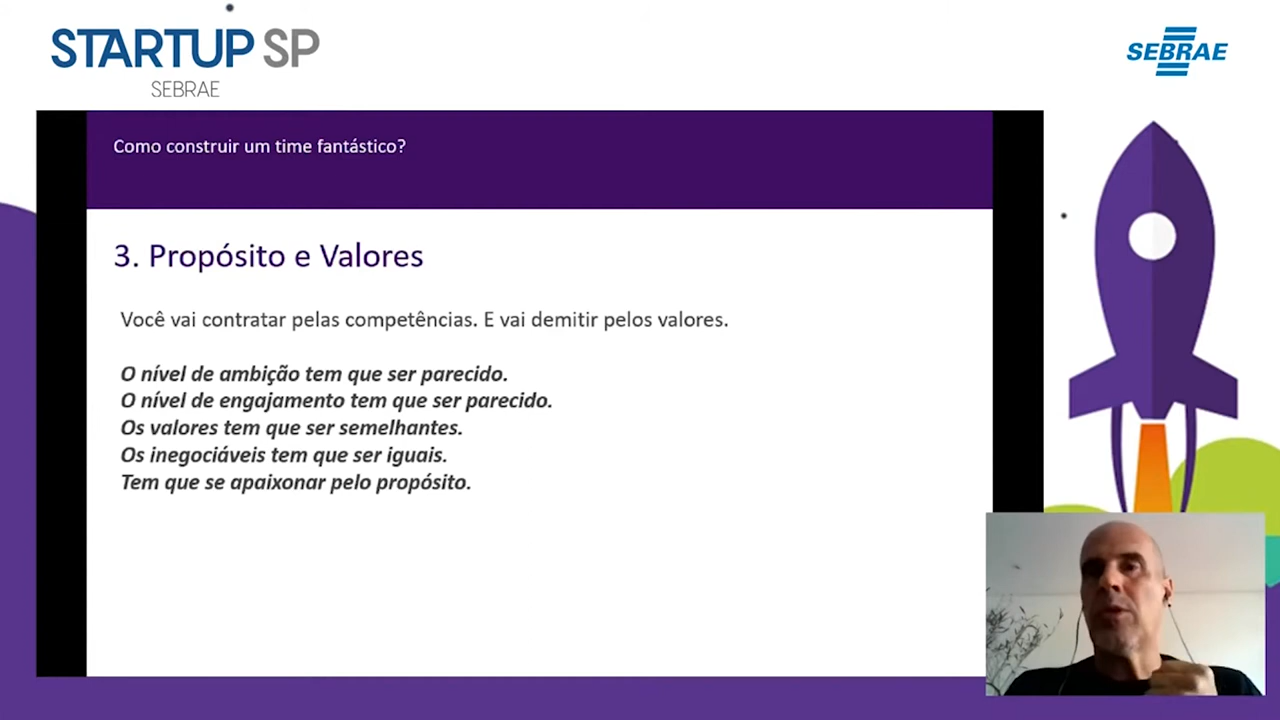 STARTUP SP
SEBRAE
SEBRAE
Como construir um time fantástico?
3. Propósito e Valores
Você vai contratar pelas competências. E vai demitir pelos valores.
O nível de ambição tem que ser parecido.
O nível de engajamento tem que ser parecido.
Os valores tem que ser semelhantes.
Os inegociáveis tem que ser iguais.
Tem que se apaixonar pelo propósito.